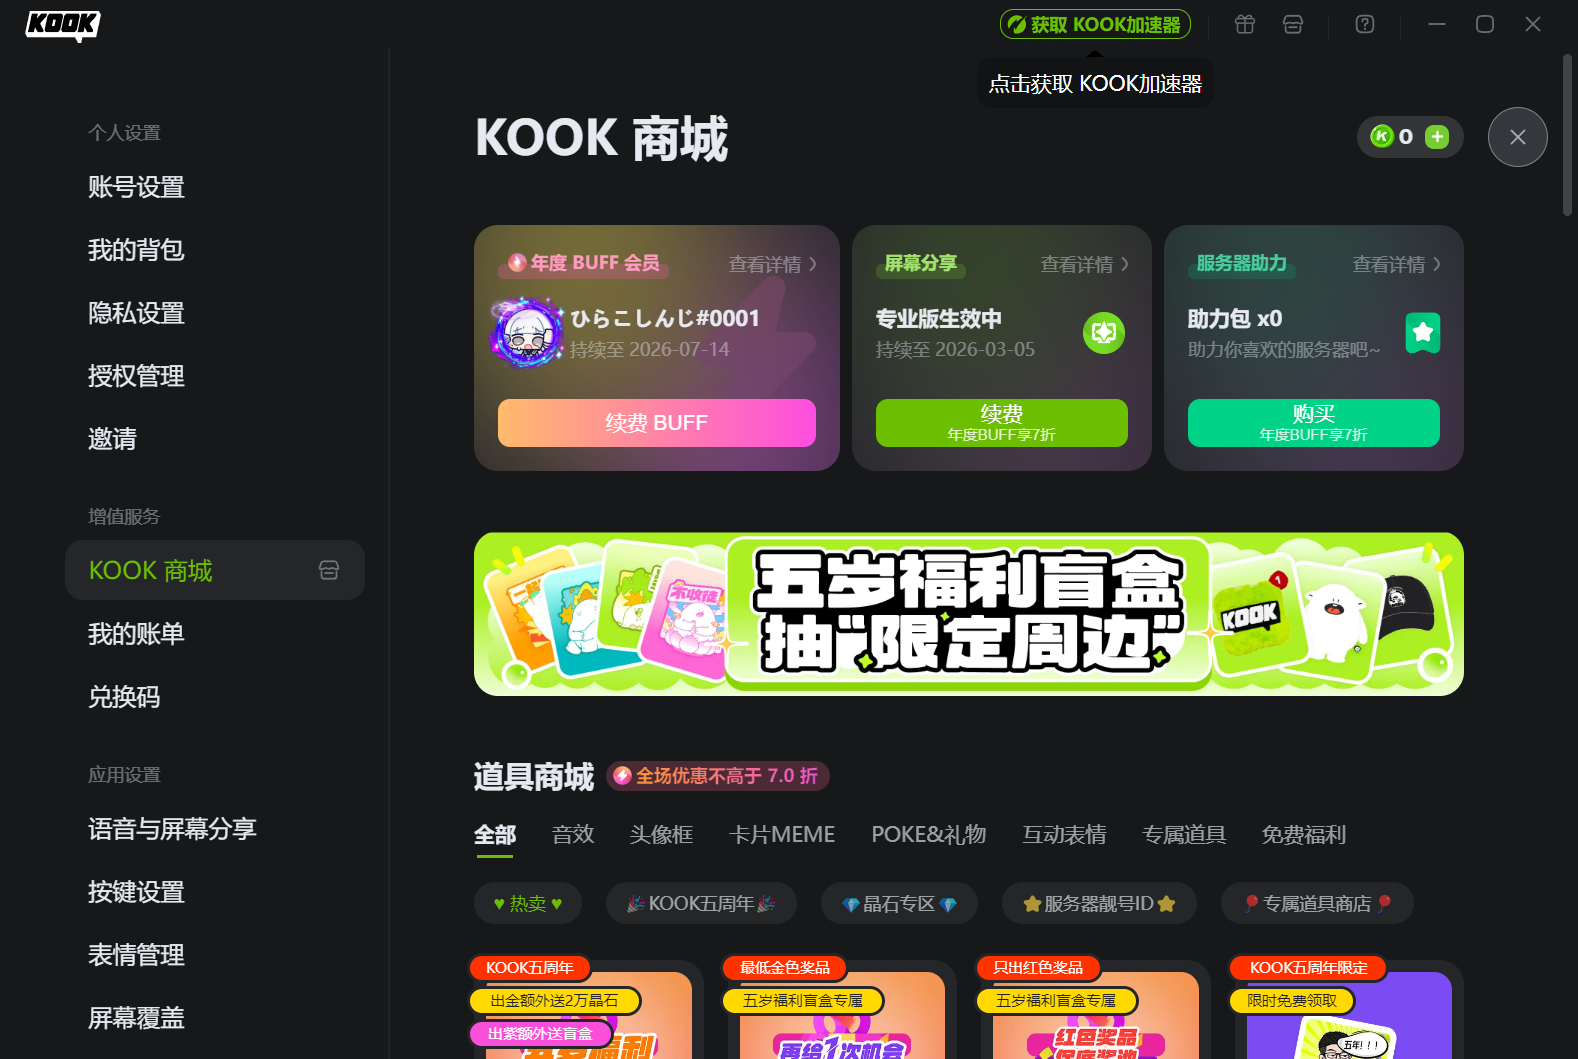 KOOK
获取 KOOK加速器
点击获取 KOOK加速器
个人设置
账号设置
我的背包
隐私设置
授权管理
邀请
增值服务
KOOK 商城
我的账单
兑换码
应用设置
语音与屏幕分享
按键设置
表情管理
屏幕覆盖
KOOK 商城
0
年度 BUFF 会员
查看详情
ひらこしんじ#0001
持续至 2026-07-14
续费 BUFF
屏幕分享
查看详情
专业版生效中
持续至 2026-03-05
续费
年度BUFF享7折
服务器助力
查看详情
助力包 x0
助力你喜欢的服务器吧~
购买
年度BUFF享7折
不收徒
五岁福利盲盒
抽“限定周边”
KOOK
道具商城
全场优惠不高于 7.0 折
全部
音效
头像框
卡片MEME
POKE&礼物
互动表情
专属道具
免费福利
♥ 热卖 ♥
🎉KOOK五周年🎉
💎晶石专区💎
⭐服务器靓号ID⭐
🎈专属道具商店🎈
KOOK五周年
出金额外送2万晶石
出紫额外送盲盒
五岁福利
最低金色奖品
五岁福利盲盒专属
再给1次机会
只出红色奖品
五岁福利盲盒专属
红色奖品
保底奖池
KOOK五周年限定
限时免费领取
五年！！！